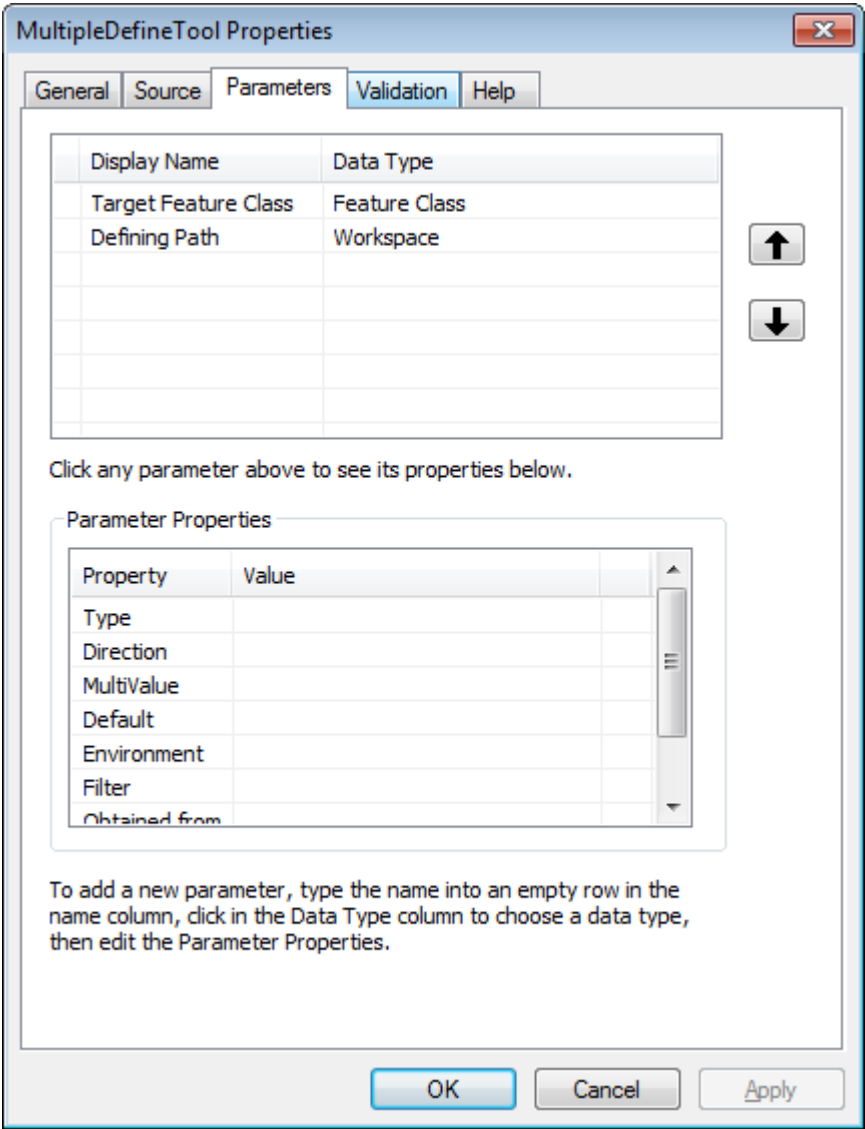 MultipleDefineTool Properties
General Source Parameters Validation Help
Display Name Data Type
Target Feature Class Feature Class
Defining Path Workspace
Click any parameter above to see its properties below.
Parameter Properties
Property Value
Type
Direction
MultiValue
Default
Environment
Filter
Obtained from
To add a new parameter, type the name into an empty row in the
name column, click in the Data Type column to choose a data type,
then edit the Parameter Properties.
OK Cancel Apply